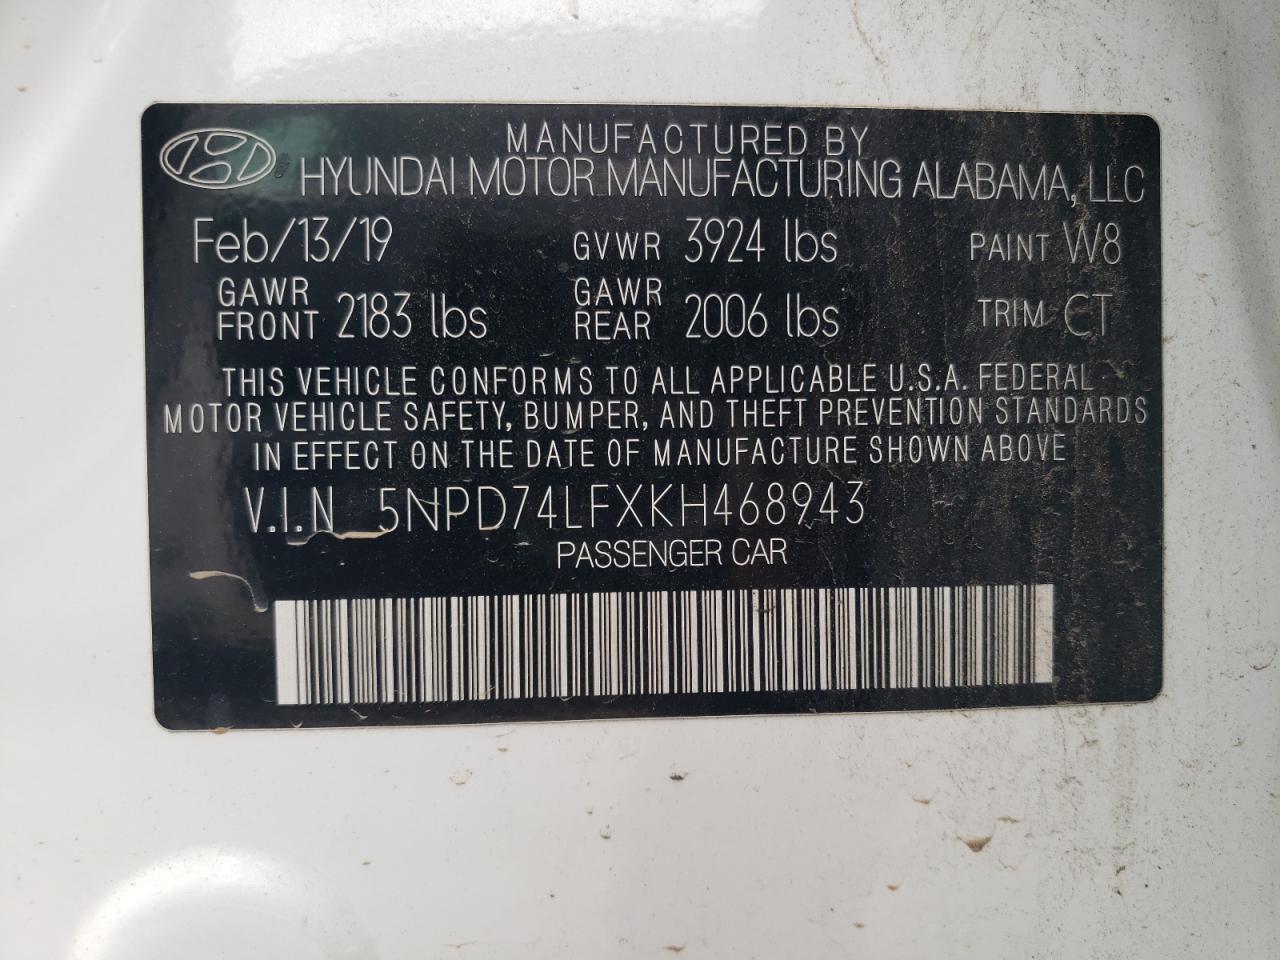 MANUFACTURED BY
HYUNDAI MOTOR MANUFACTURING ALABAMA, LLC
Feb/13/19 GVWR 3924 lbs PAINT W8
GAWR FRONT 2183 lbs GAWR REAR 2006 lbs TRIM CT
THIS VEHICLE CONFORMS TO ALL APPLICABLE U.S.A. FEDERAL
MOTOR VEHICLE SAFETY, BUMPER, AND THEFT PREVENTION STANDARDS
IN EFFECT ON THE DATE OF MANUFACTURE SHOWN ABOVE
V.I.N 5NPD74LFXKH468943
PASSENGER CAR